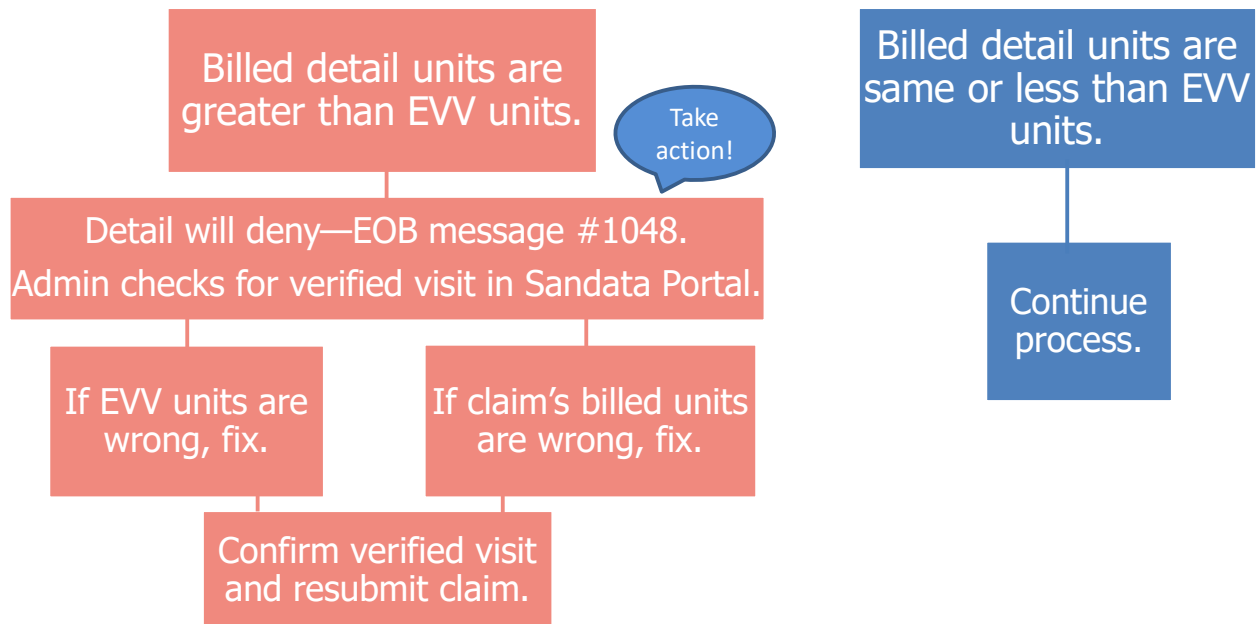 Billed detail units are
greater than EVV units.
Take
action!
Detail will deny—EOB message #1048.
Admin checks for verified visit in Sandata Portal.
If EVV units are
wrong, fix.
If claim’s billed units
are wrong, fix.
Confirm verified visit
and resubmit claim.
Billed detail units are
same or less than EVV
units.
Continue
process.